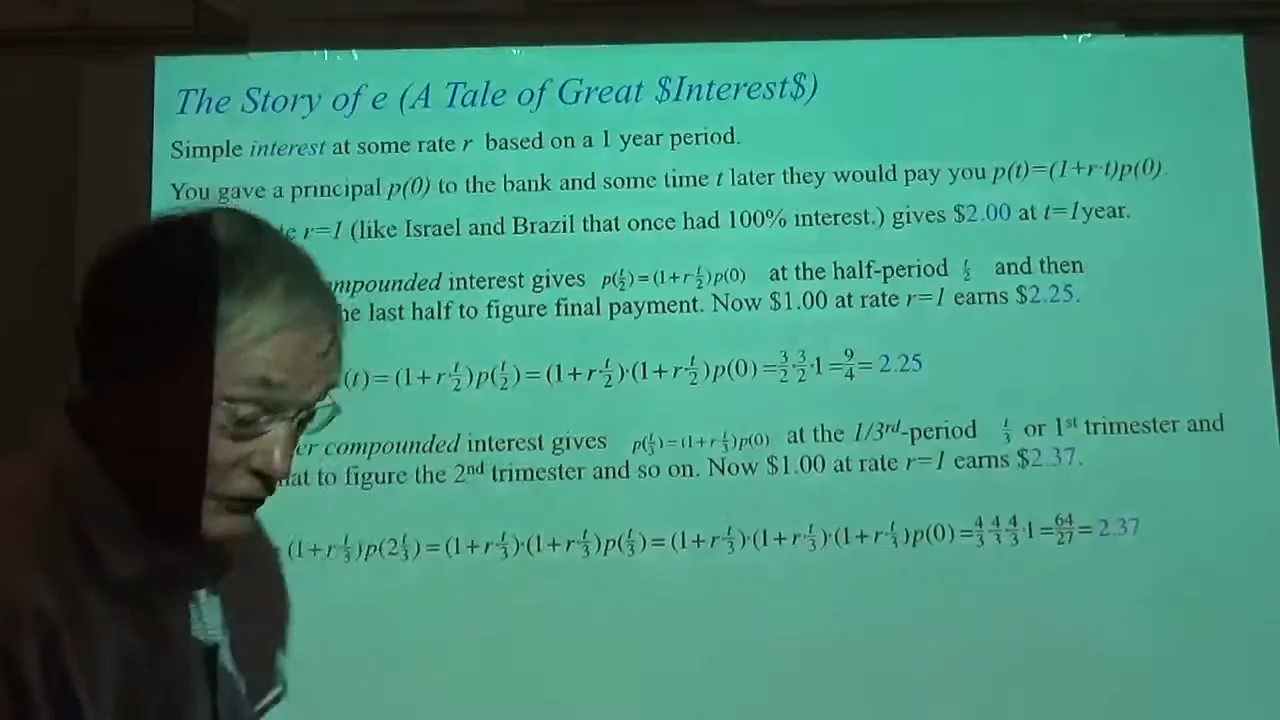 The Story of e (A Tale of Great $Interest$)
Simple interest at some rate r based on a 1 year period.
You gave a principal p(0) to the bank and some time t later they would pay you p(t)=(1+r·t)p(0).
r=1 (like Israel and Brazil that once had 100% interest.) gives $2.00 at t=1year.
mpounded interest gives p(t/2)=(1+r·t/2)p(0) at the half-period t/2 and then
he last half to figure final payment. Now $1.00 at rate r=1 earns $2.25.
(t)=(1+r·t/2)p(t/2)=(1+r·t/2)·(1+r·t/2)p(0)=3/2·3/2·1=9/4=2.25
er compounded interest gives p(t/3)=(1+r·t/3)p(0) at the 1/3rd-period t/3 or 1st trimester and
hat to figure the 2nd trimester and so on. Now $1.00 at rate r=1 earns $2.37.
(1+r·t/3)p(2t/3)=(1+r·t/3)·(1+r·t/3)p(t/3)=(1+r·t/3)·(1+r·t/3)·(1+r·t/3)p(0)=4/3·4/3·4/3·1=64/27=2.37